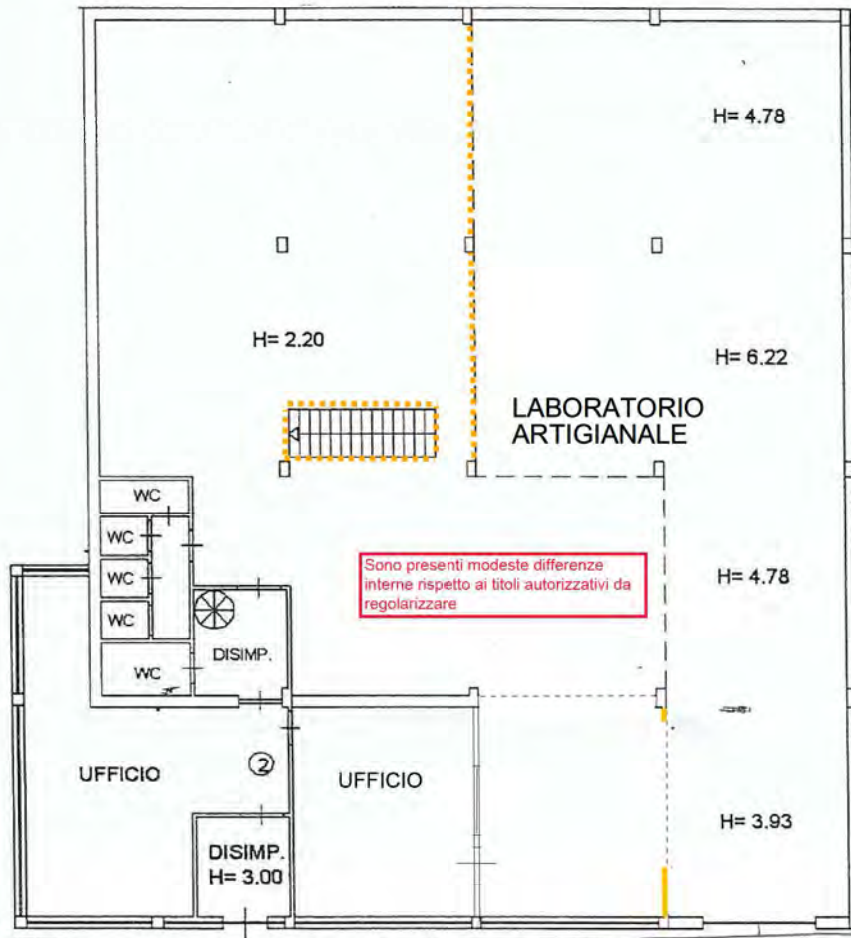 H= 4.78
H= 2.20
H= 6.22
LABORATORIO
ARTIGIANALE
WC
WC
WC
WC
WC
Sono presenti modeste differenze
interne rispetto ai titoli autorizzativi da
regolarizzare
H= 4.78
DISIMP.
UFFICIO
2
UFFICIO
H= 3.93
DISIMP.
H= 3.00